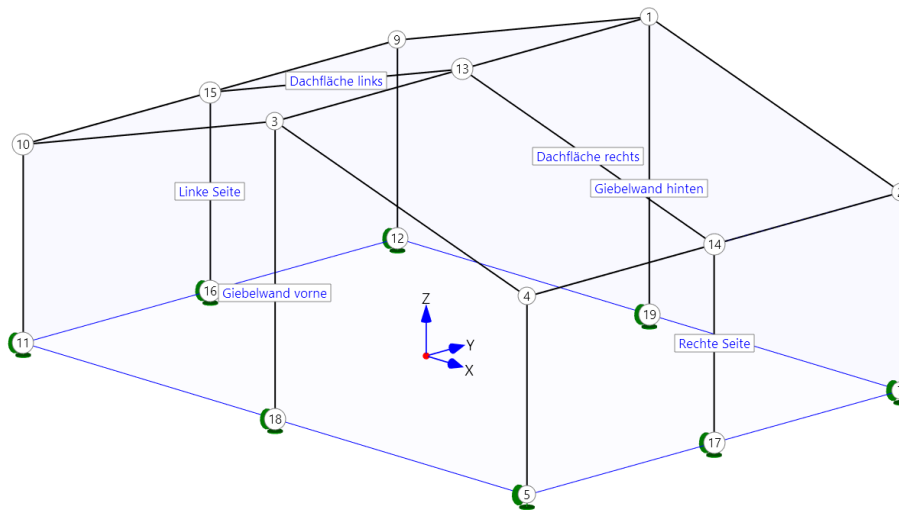 1
9
13
Dachfläche links
15
3
10
Dachfläche rechts
Linke Seite
Giebelwand hinten
12
14
16
Giebelwand vorne
4
Z
19
11
Y
Rechte Seite
X
18
17
5